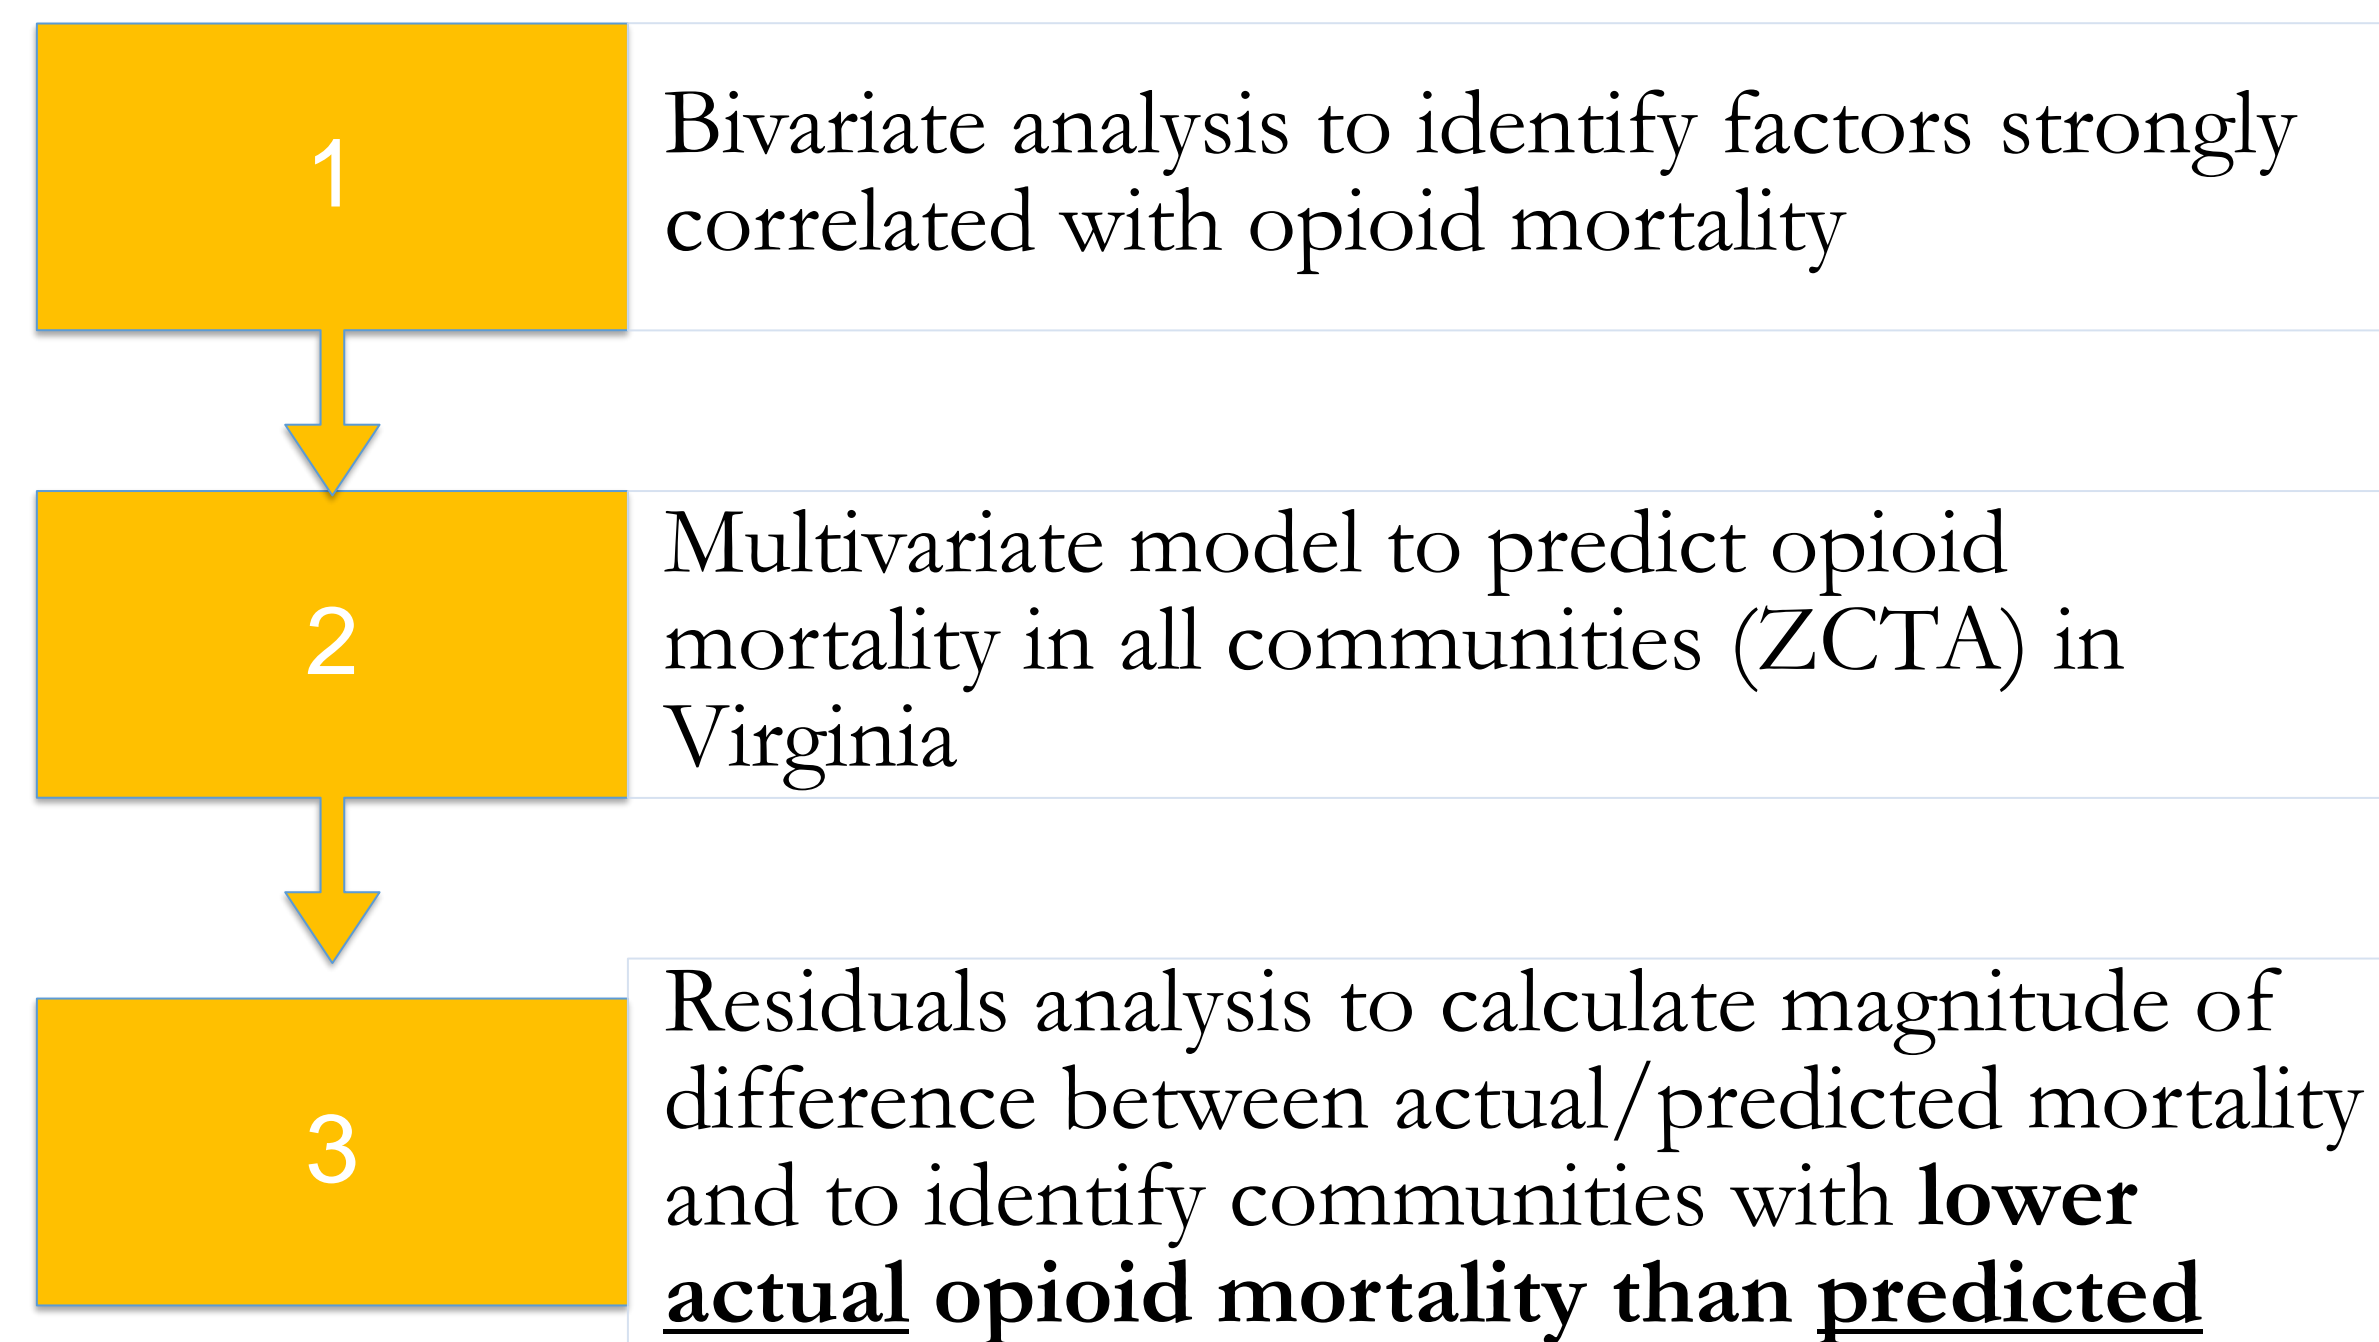 1
Bivariate analysis to identify factors strongly
correlated with opioid mortality
2
Multivariate model to predict opioid
mortality in all communities (ZCTA) in
Virginia
3
Residuals analysis to calculate magnitude of
difference between actual/predicted mortality
and to identify communities with lower
actual opioid mortality than predicted